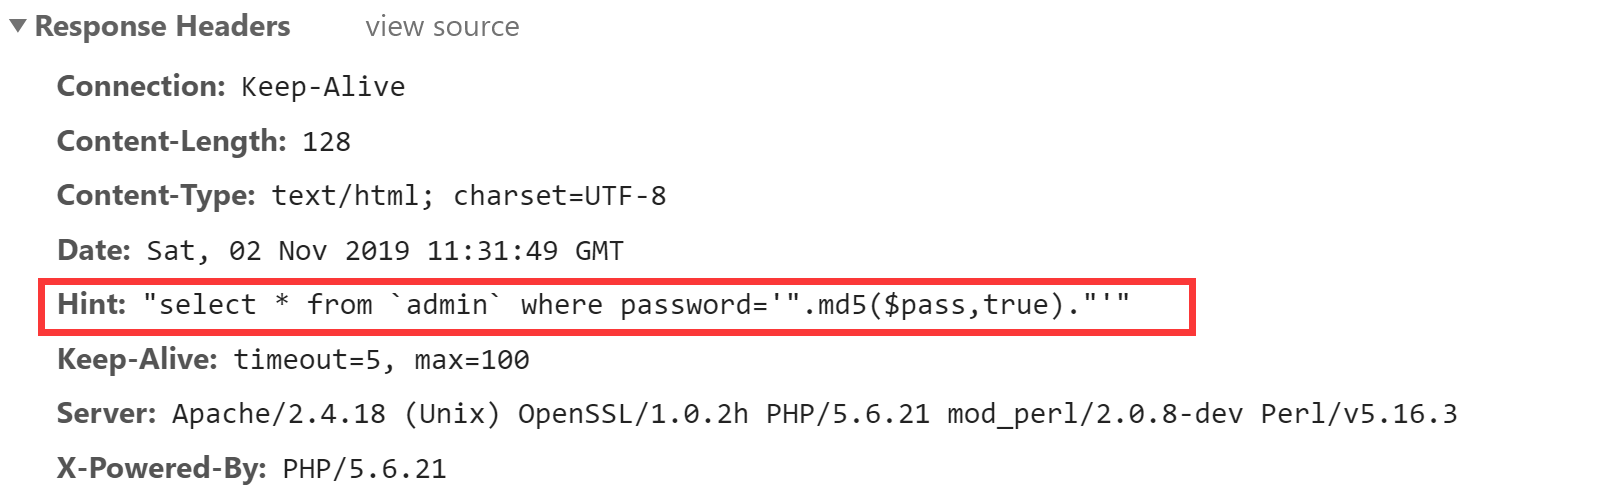 Response Headers view source
Connection: Keep-Alive
Content-Length: 128
Content-Type: text/html; charset=UTF-8
Date: Sat, 02 Nov 2019 11:31:49 GMT
Hint: "select * from `admin` where password='".md5($pass,true)."'"
Keep-Alive: timeout=5, max=100
Server: Apache/2.4.18 (Unix) OpenSSL/1.0.2h PHP/5.6.21 mod_perl/2.0.8-dev Perl/v5.16.3
X-Powered-By: PHP/5.6.21